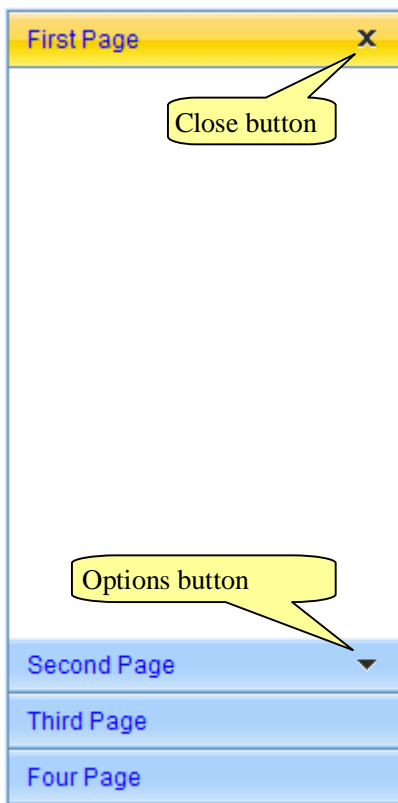 First Page
Close button
Options button
Second Page
Third Page
Four Page